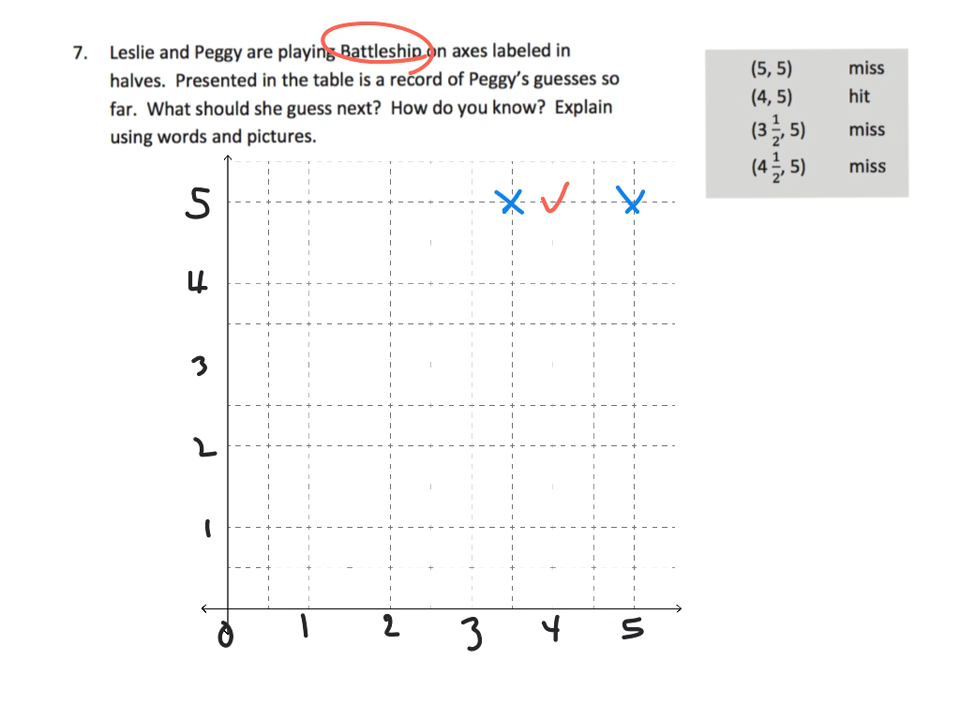 7. Leslie and Peggy are playing Battleship on axes labeled in
halves. Presented in the table is a record of Peggy's guesses so
far. What should she guess next? How do you know? Explain
using words and pictures.
(5, 5) miss
(4, 5) hit
(3 1/2, 5) miss
(4 1/2, 5) miss
5
4
3
2
1
0 1 2 3 4 5